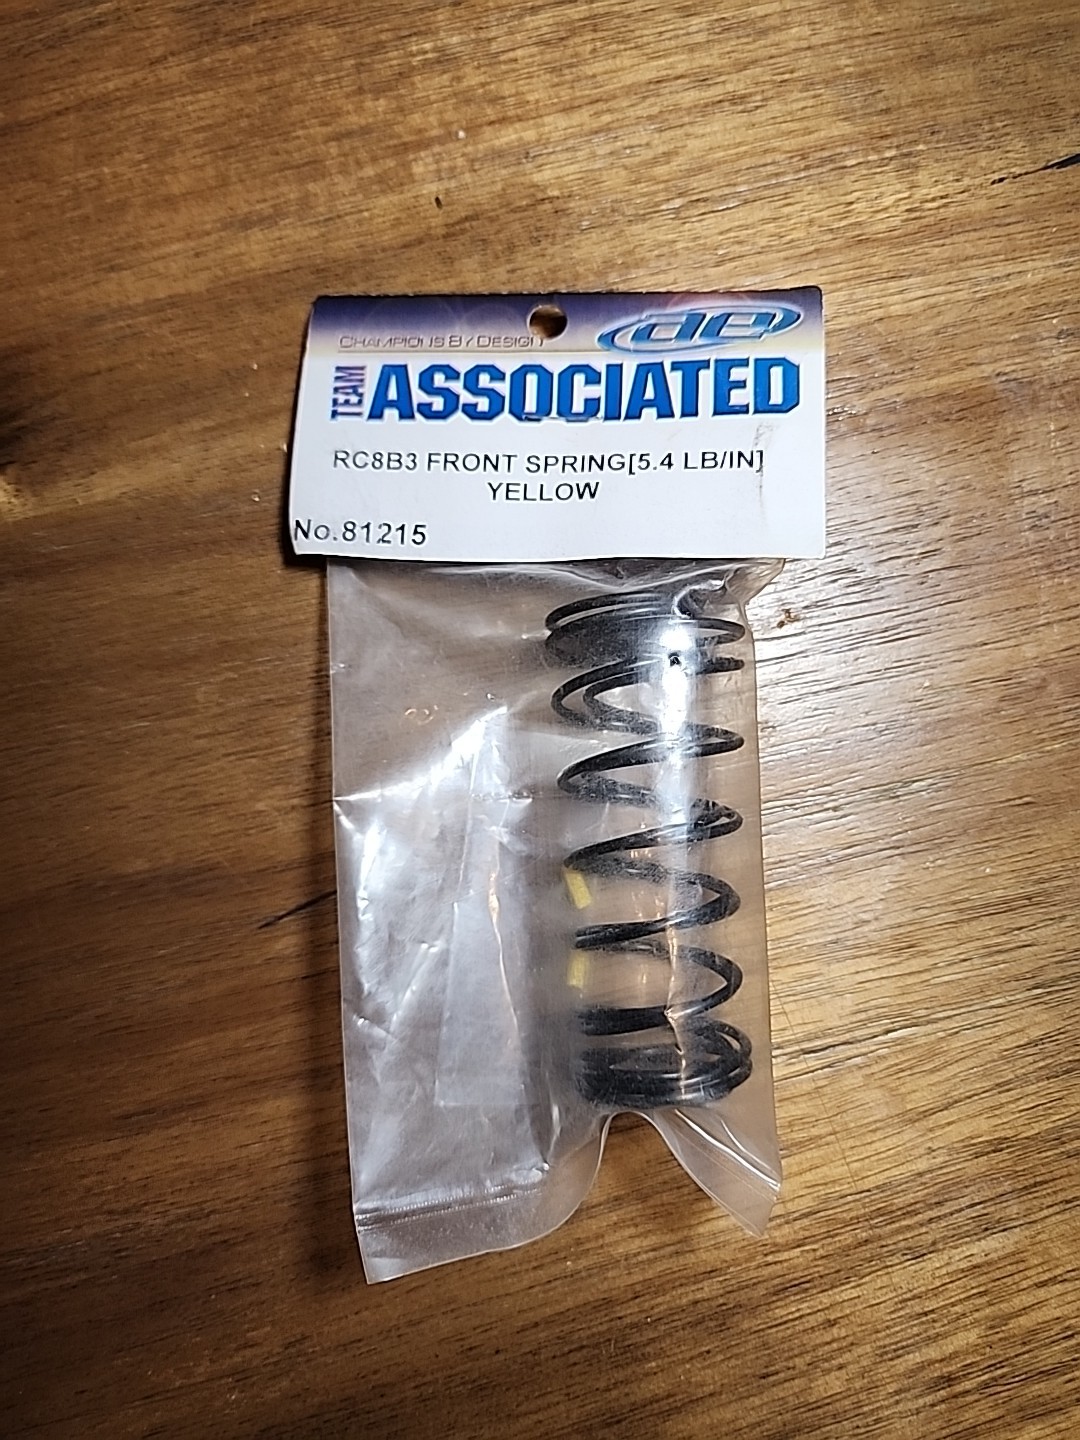 CHAMPIONS BY DESIGN
ae
TEAM ASSOCIATED
RC8B3 FRONT SPRING[5.4 LB/IN]
YELLOW
No.81215